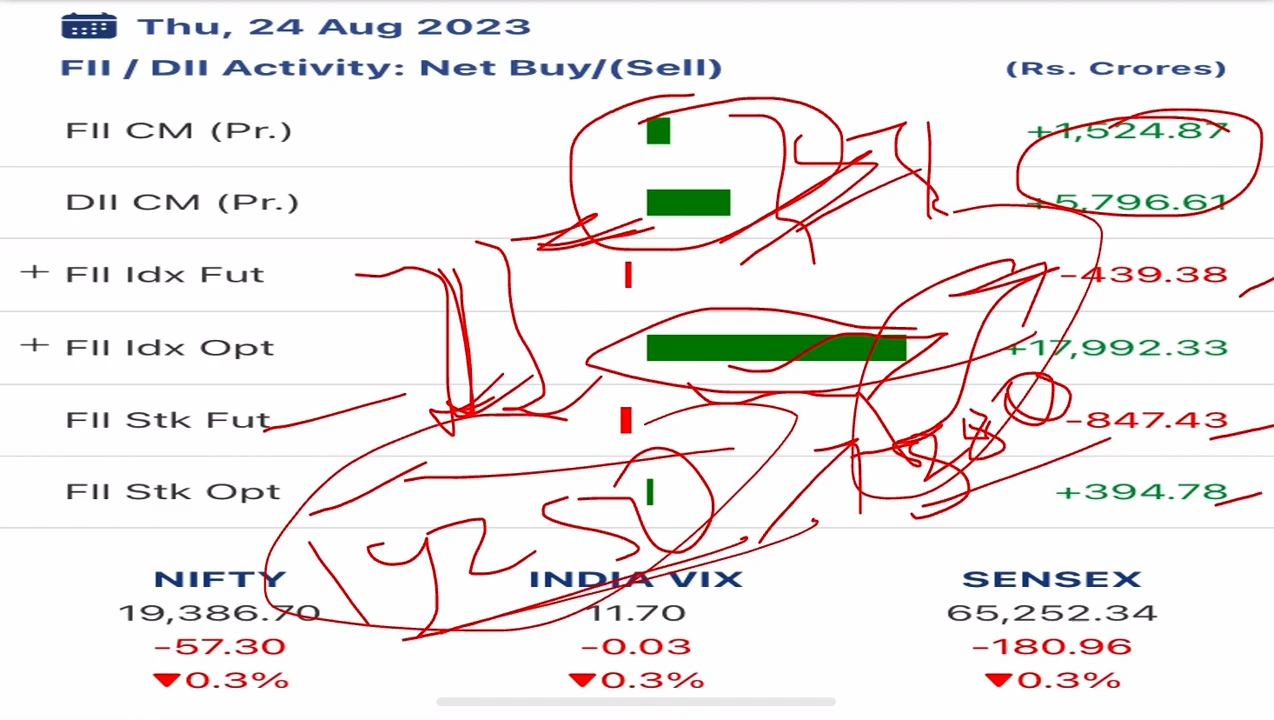 Thu, 24 Aug 2023
FII / DII Activity: Net Buy/(Sell) (Rs. Crores)
FII CM (Pr.) +1,524.87
DII CM (Pr.) +5,796.61
+ FII Idx Fut -439.38
+ FII Idx Opt +17,992.33
FII Stk Fut -847.43
FII Stk Opt +394.78
NIFTY INDIA VIX SENSEX
19,386.70 11.70 65,252.34
-57.30 -0.03 -180.96
▼0.3% ▼0.3% ▼0.3%